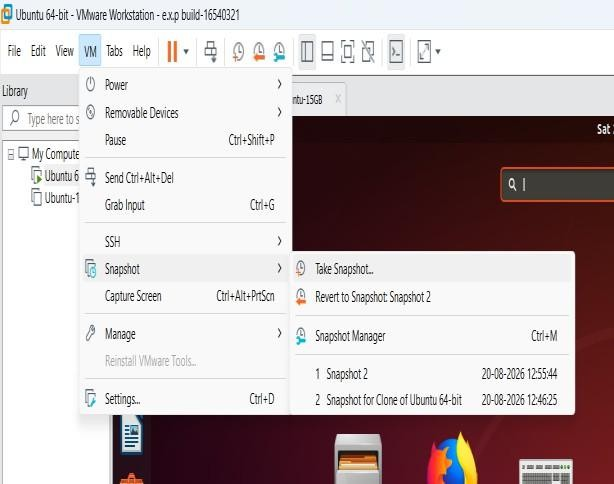 Ubuntu 64-bit - VMware Workstation - e.x.p build-16540321
File Edit View VM Tabs Help
Library
Type here to s
My Compute
Ubuntu 6
Ubuntu-1
ntu-15GB
Power
Removable Devices
Pause Ctrl+Shift+P
Send Ctrl+Alt+Del
Grab Input Ctrl+G
SSH
Snapshot
Capture Screen Ctrl+Alt+PrtScn
Manage
Reinstall VMware Tools...
Settings... Ctrl+D
Take Snapshot...
Revert to Snapshot: Snapshot 2
Snapshot Manager Ctrl+M
1 Snapshot 2 20-08-2026 12:55:44
2 Snapshot for Clone of Ubuntu 64-bit 20-08-2026 12:46:25
Sat